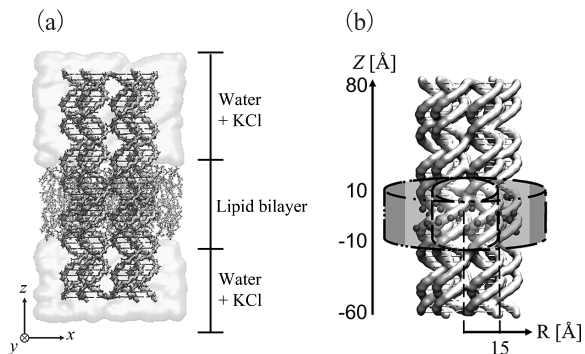 (a)
Water
+ KCl
Lipid bilayer
Water
+ KCl
z
y
x
(b)
Z [Å]
80
10
-10
-60
R [Å]
15